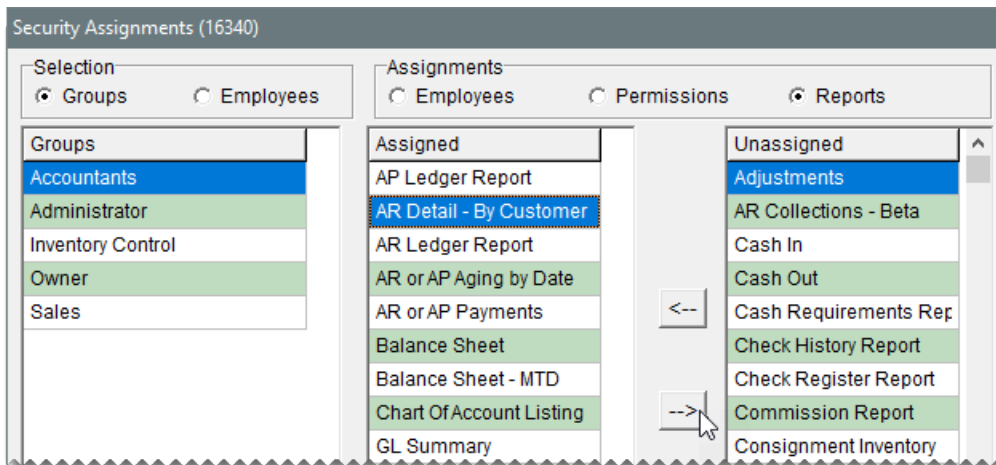 Security Assignments (16340)
Selection
Groups
Employees
Assignments
Employees
Permissions
Reports
Groups
Accountants
Administrator
Inventory Control
Owner
Sales
Assigned
AP Ledger Report
AR Detail - By Customer
AR Ledger Report
AR or AP Aging by Date
AR or AP Payments
Balance Sheet
Balance Sheet - MTD
Chart Of Account Listing
GL Summary
<--
-->
Unassigned
Adjustments
AR Collections - Beta
Cash In
Cash Out
Cash Requirements Rep
Check History Report
Check Register Report
Commission Report
Consignment Inventory